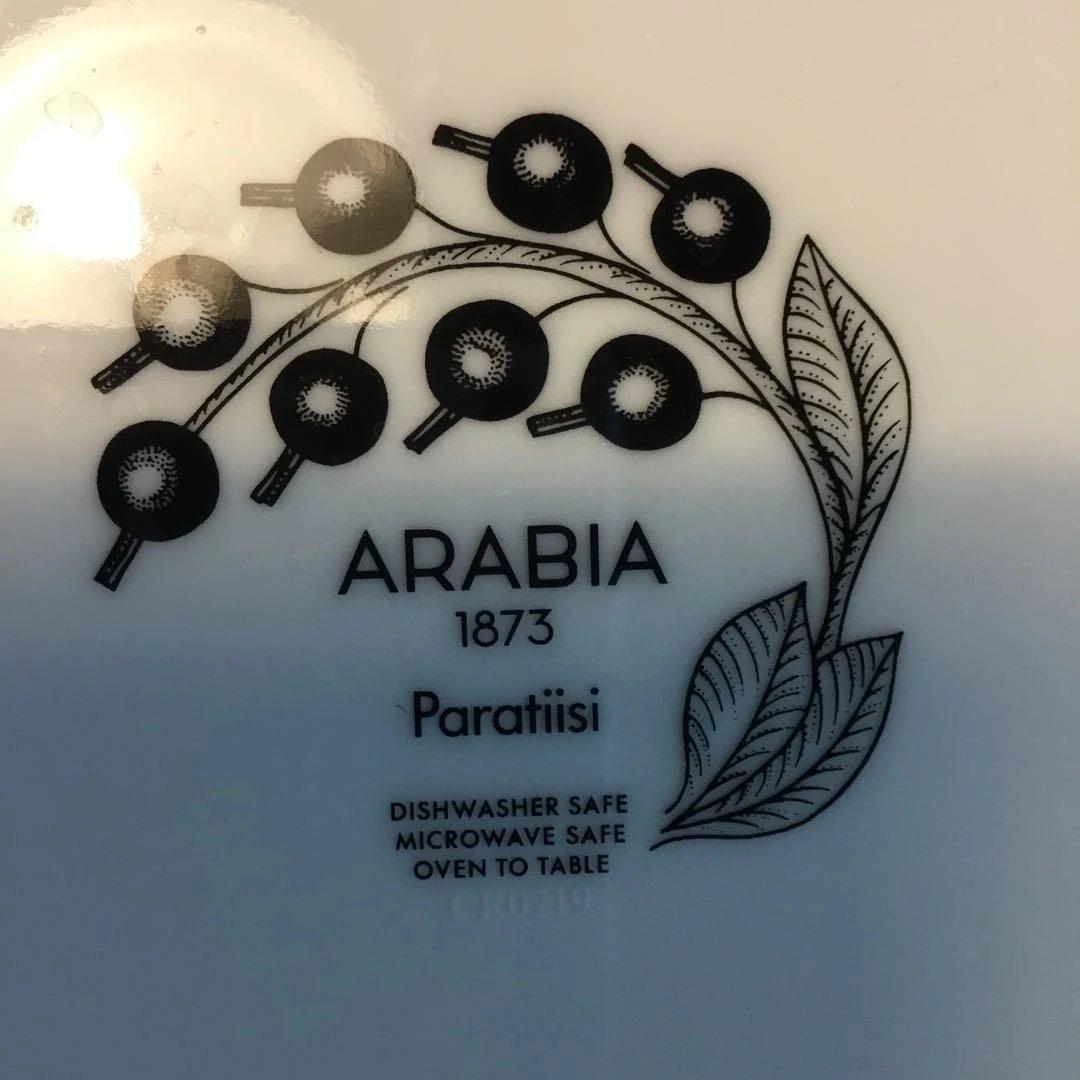 ARABIA
1873
Paratiisi
DISHWASHER SAFE
MICROWAVE SAFE
OVEN TO TABLE